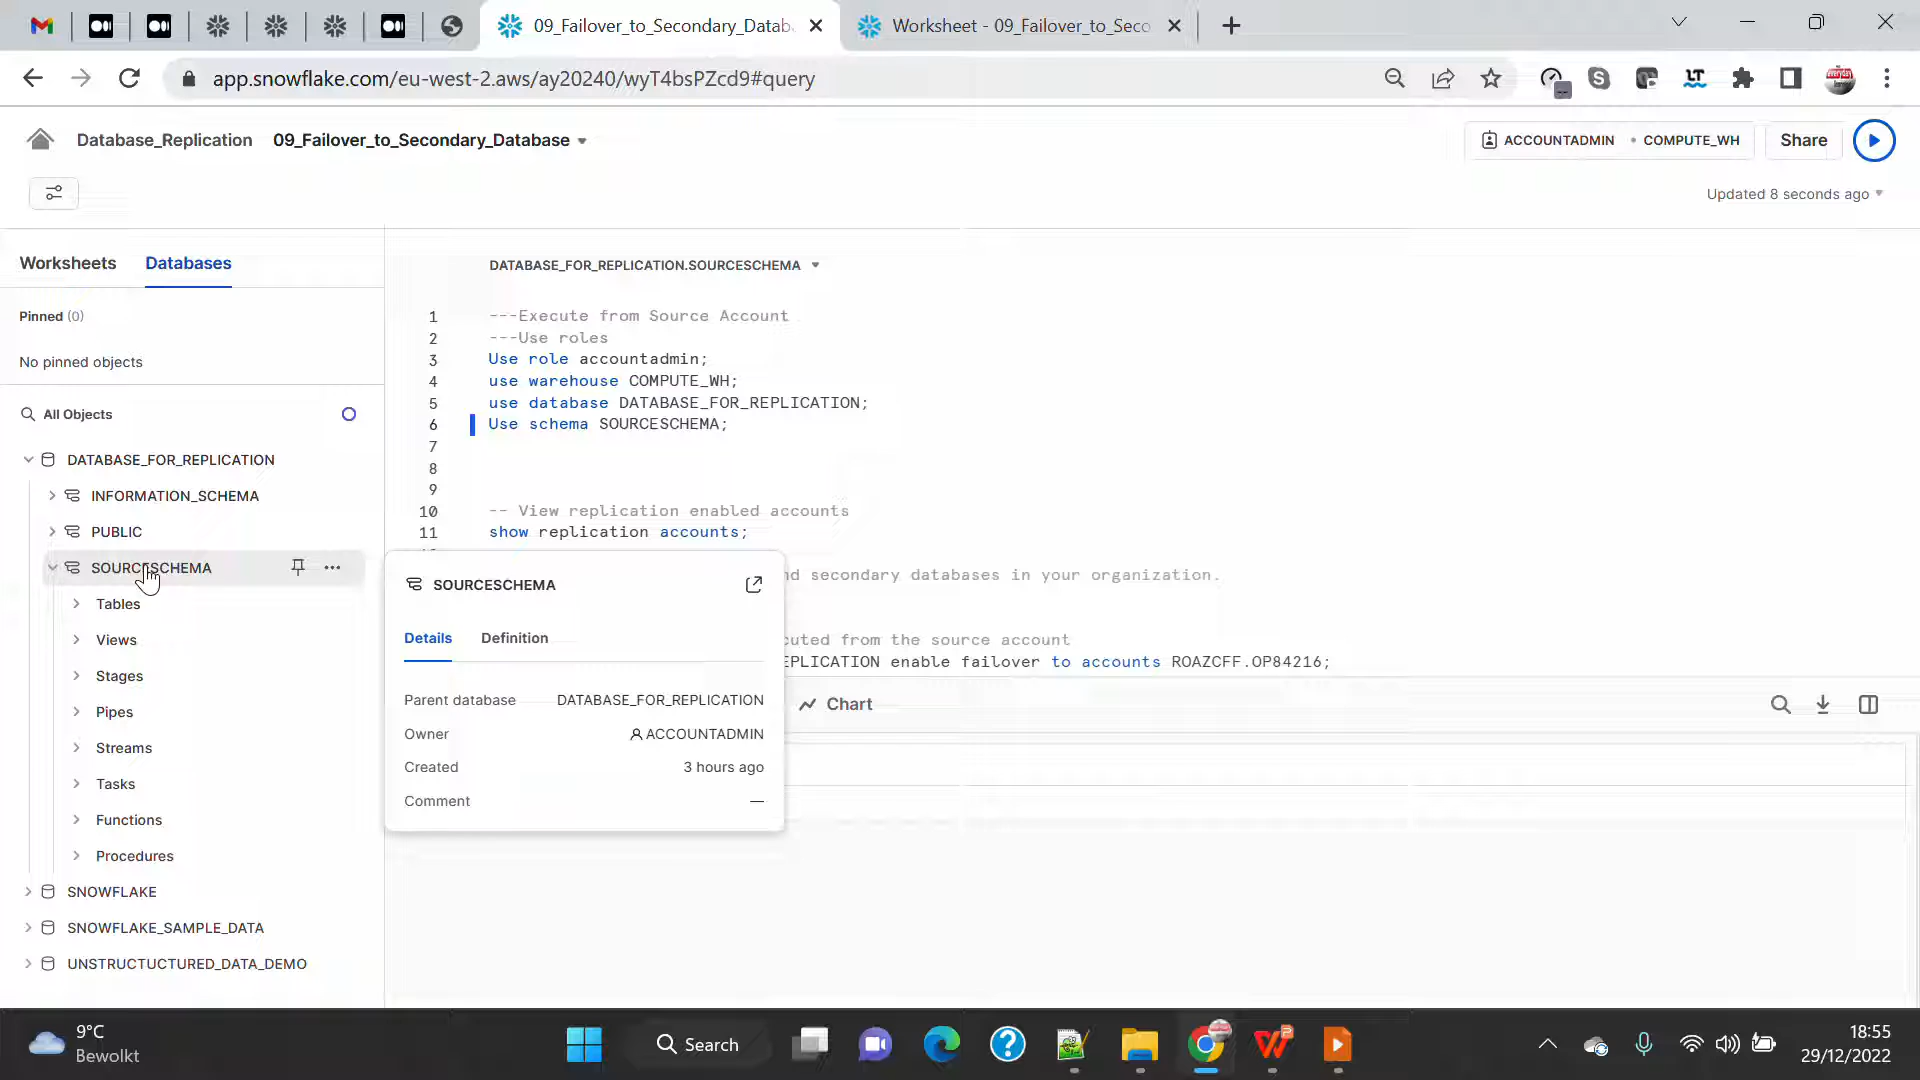 09_Failover_to_Secondary_Datab
Worksheet - 09_Failover_to_Seco
app.snowflake.com/eu-west-2.aws/ay20240/wyT4bsPZcd9#query
Database_Replication 09_Failover_to_Secondary_Database
ACCOUNTADMIN • COMPUTE_WH
Share
Updated 8 seconds ago
Worksheets Databases
Pinned (0)
No pinned objects
All Objects
DATABASE_FOR_REPLICATION
INFORMATION_SCHEMA
PUBLIC
SOURCESCHEMA
Tables
Views
Stages
Pipes
Streams
Tasks
Functions
Procedures
SNOWFLAKE
SNOWFLAKE_SAMPLE_DATA
UNSTRUCTUCTURED_DATA_DEMO
DATABASE_FOR_REPLICATION.SOURCESCHEMA
1 ---Execute from Source Account
2 ---Use roles
3 Use role accountadmin;
4 use warehouse COMPUTE_WH;
5 use database DATABASE_FOR_REPLICATION;
6 Use schema SOURCESCHEMA;
7
8
9
10 -- View replication enabled accounts
11 show replication accounts;
nd secondary databases in your organization.
cuted from the source account
EPLICATION enable failover to accounts ROAZCFF.OP84216;
SOURCESCHEMA
Details Definition
Parent database DATABASE_FOR_REPLICATION
Owner ACCOUNTADMIN
Created 3 hours ago
Comment —
Chart
9°C
Bewolkt
Search
18:55
29/12/2022